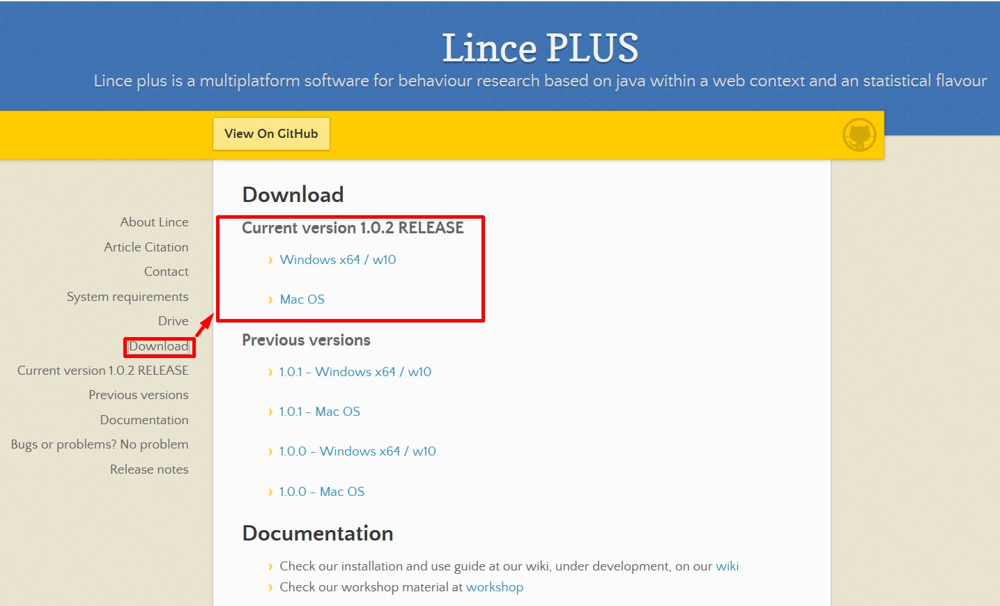 Lince PLUS
Lince plus is a multiplatform software for behaviour research based on java within a web context and an statistical flavour
View On GitHub
About Lince
Article Citation
Contact
System requirements
Drive
Download
Current version 1.0.2 RELEASE
Previous versions
Documentation
Bugs or problems? No problem
Release notes
Download
Current version 1.0.2 RELEASE
› Windows x64 / w10
› Mac OS
Previous versions
› 1.0.1 - Windows x64 / w10
› 1.0.1 - Mac OS
› 1.0.0 - Windows x64 / w10
› 1.0.0 - Mac OS
Documentation
› Check our installation and use guide at our wiki, under development, on our wiki
› Check our workshop material at workshop